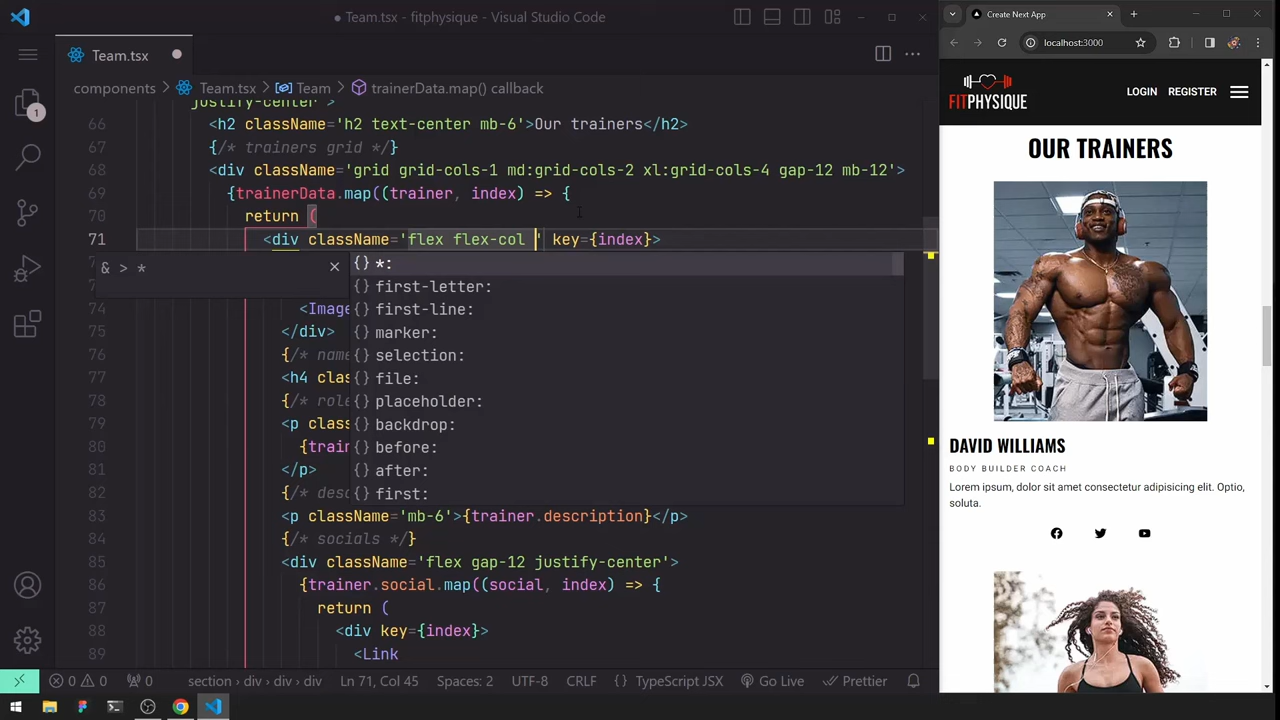 Team.tsx - fitphysique - Visual Studio Code
Team.tsx
components > Team.tsx > Team > trainerData.map() callback
justify-center'>
66 <h2 className='h2 text-center mb-6'>Our trainers</h2>
67 {/* trainers grid */}
68 <div className='grid grid-cols-1 md:grid-cols-2 xl:grid-cols-4 gap-12 mb-12'>
69 {trainerData.map((trainer, index) => {
70 return (
71 <div className='flex flex-col ' key={index}>
& > *
*:
first-letter:
first-line:
marker:
selection:
file:
placeholder:
backdrop:
before:
after:
first:
74 <Image
75 </div>
76 {/* name
77 <h4 clas
78 {/* role
79 <p class
80 {train
81 </p>
82 {/* desc
83 <p className='mb-6'>{trainer.description}</p>
84 {/* socials */}
85 <div className='flex gap-12 justify-center'>
86 {trainer.social.map((social, index) => {
87 return (
88 <div key={index}>
89 <Link
1
0 0 0
section > div > div > div
Ln 71, Col 45
Spaces: 2
UTF-8
CRLF
{} TypeScript JSX
Go Live
Prettier
Create Next App
localhost:3000
FITPHYSIQUE
LOGIN REGISTER
OUR TRAINERS
DAVID WILLIAMS
BODY BUILDER COACH
Lorem ipsum, dolor sit amet consectetur adipisicing elit. Optio,
soluta.